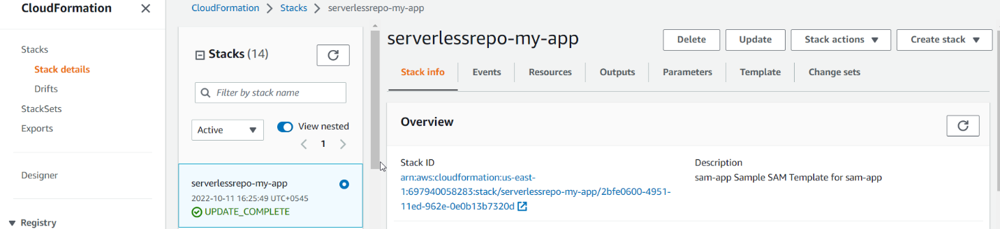 CloudFormation
Stacks
Stack details
Drifts
StackSets
Exports
Designer
Registry
CloudFormation > Stacks > serverlessrepo-my-app
Stacks (14)
Filter by stack name
Active
View nested
1
serverlessrepo-my-app
2022-10-11 16:25:49 UTC+0545
UPDATE_COMPLETE
serverlessrepo-my-app
Delete Update Stack actions Create stack
Stack info Events Resources Outputs Parameters Template Change sets
Overview
Stack ID
arn:aws:cloudformation:us-east-
1:697940058283:stack/serverlessrepo-my-app/2bfe0600-4951-
11ed-962e-0e0b13b7320d
Description
sam-app Sample SAM Template for sam-app